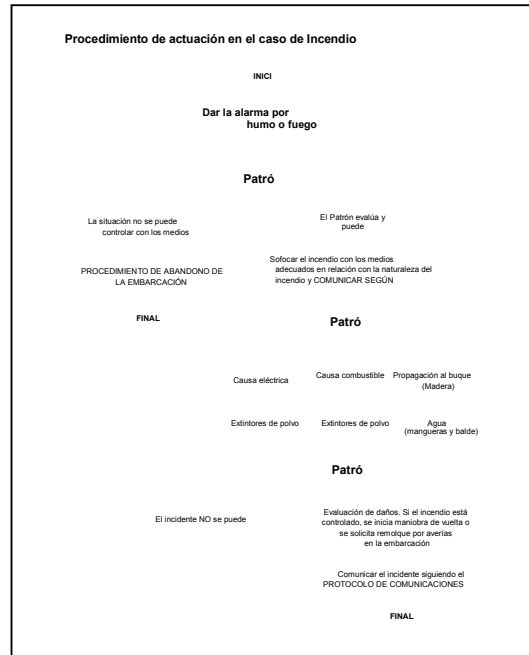 Procedimiento de actuación en el caso de Incendio
INICI
Dar la alarma por
humo o fuego
Patró
La situación no se puede
controlar con los medios
El Patrón evalúa y
puede
PROCEDIMIENTO DE ABANDONO DE
LA EMBARCACIÓN
Sofocar el incendio con los medios
adecuados en relación con la naturaleza del
incendio y COMUNICAR SEGÚN
FINAL
Patró
Causa eléctrica
Causa combustible
Propagación al buque
(Madera)
Extintores de polvo
Extintores de polvo
Agua
(mangueras y balde)
Patró
El incidente NO se puede
Evaluación de daños. Si el incendio está
controlado, se inicia maniobra de vuelta o
se solicita remolque por averías
en la embarcación
Comunicar el incidente siguiendo el
PROTOCOLO DE COMUNICACIONES
FINAL